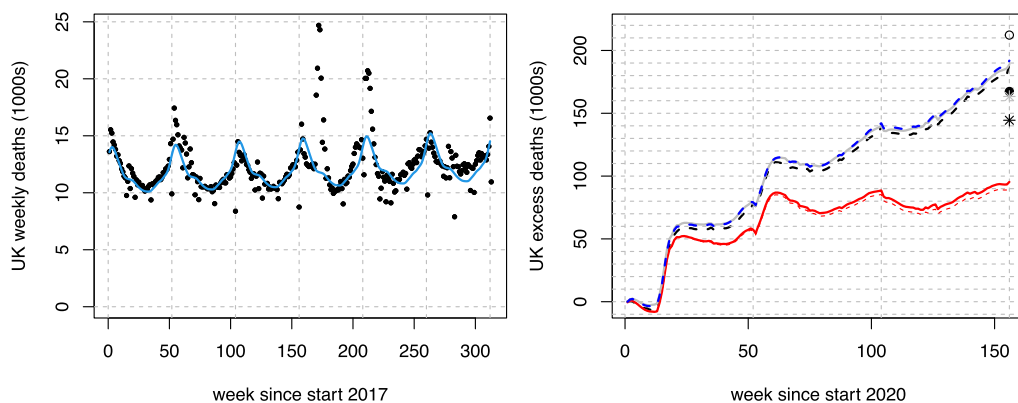 UK weekly deaths (1000s)
25
20
15
10
5
0
0 50 100 150 200 250 300
week since start 2017
UK excess deaths (1000s)
200
150
100
50
0
0 50 100 150
week since start 2020